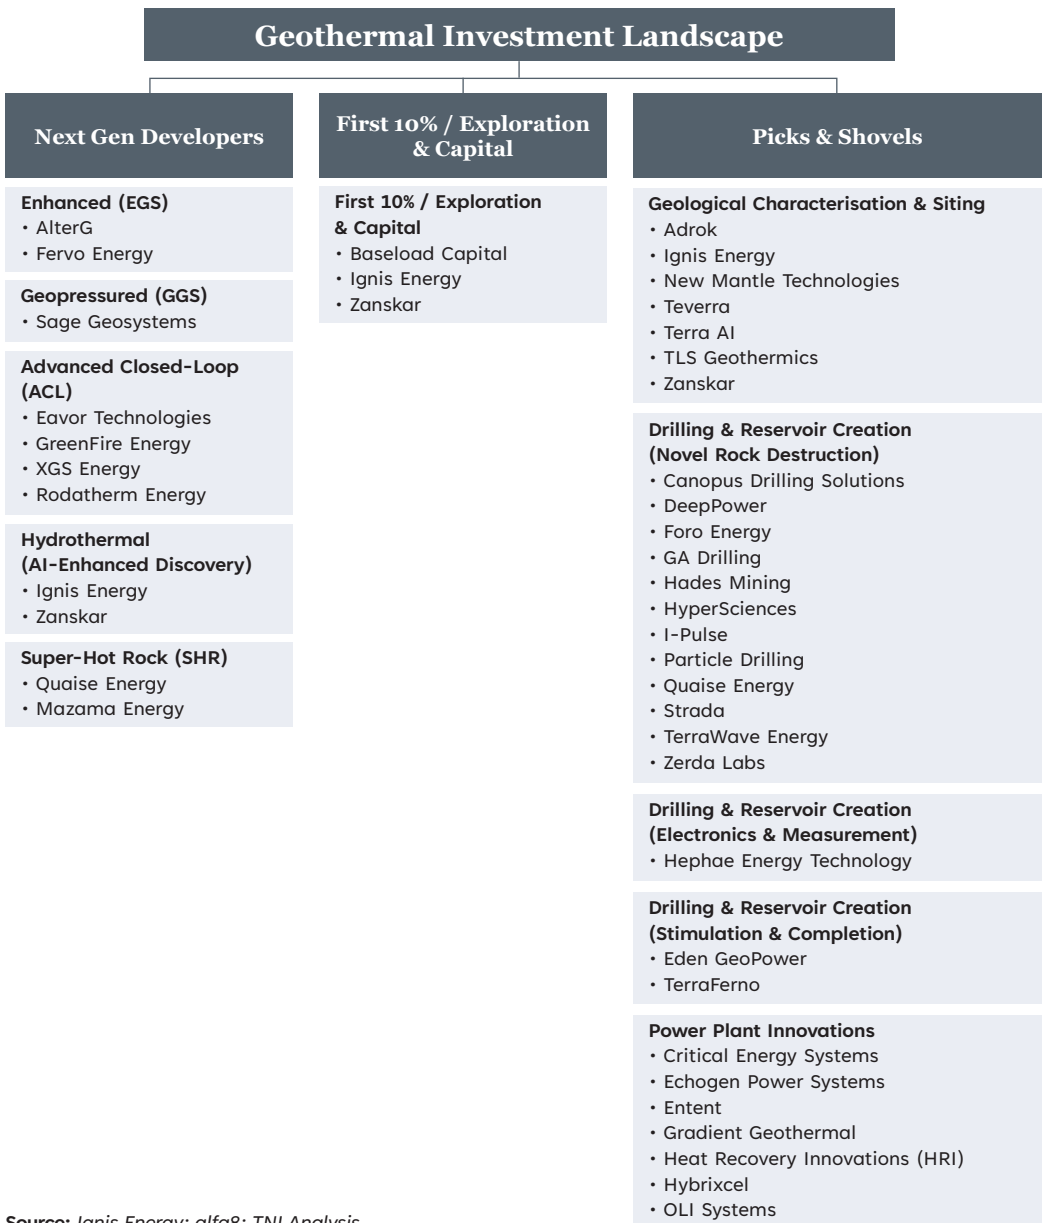 Geothermal Investment Landscape
Next Gen Developers
Enhanced (EGS)
• AlterG
• Fervo Energy
Geopressured (GGS)
• Sage Geosystems
Advanced Closed-Loop
(ACL)
• Eavor Technologies
• GreenFire Energy
• XGS Energy
• Rodatherm Energy
Hydrothermal
(AI-Enhanced Discovery)
• Ignis Energy
• Zanskar
Super-Hot Rock (SHR)
• Quaise Energy
• Mazama Energy
First 10% / Exploration
& Capital
First 10% / Exploration
& Capital
• Baseload Capital
• Ignis Energy
• Zanskar
Picks & Shovels
Geological Characterisation & Siting
• Adrok
• Ignis Energy
• New Mantle Technologies
• Teverra
• Terra AI
• TLS Geothermics
• Zanskar
Drilling & Reservoir Creation
(Novel Rock Destruction)
• Canopus Drilling Solutions
• DeepPower
• Foro Energy
• GA Drilling
• Hades Mining
• HyperSciences
• I-Pulse
• Particle Drilling
• Quaise Energy
• Strada
• TerraWave Energy
• Zerda Labs
Drilling & Reservoir Creation
(Electronics & Measurement)
• Hephae Energy Technology
Drilling & Reservoir Creation
(Stimulation & Completion)
• Eden GeoPower
• TerraFerno
Power Plant Innovations
• Critical Energy Systems
• Echogen Power Systems
• Entent
• Gradient Geothermal
• Heat Recovery Innovations (HRI)
• Hybrixcel
• OLI Systems
Source: Ignis Energy; alfa8; TNI Analysis